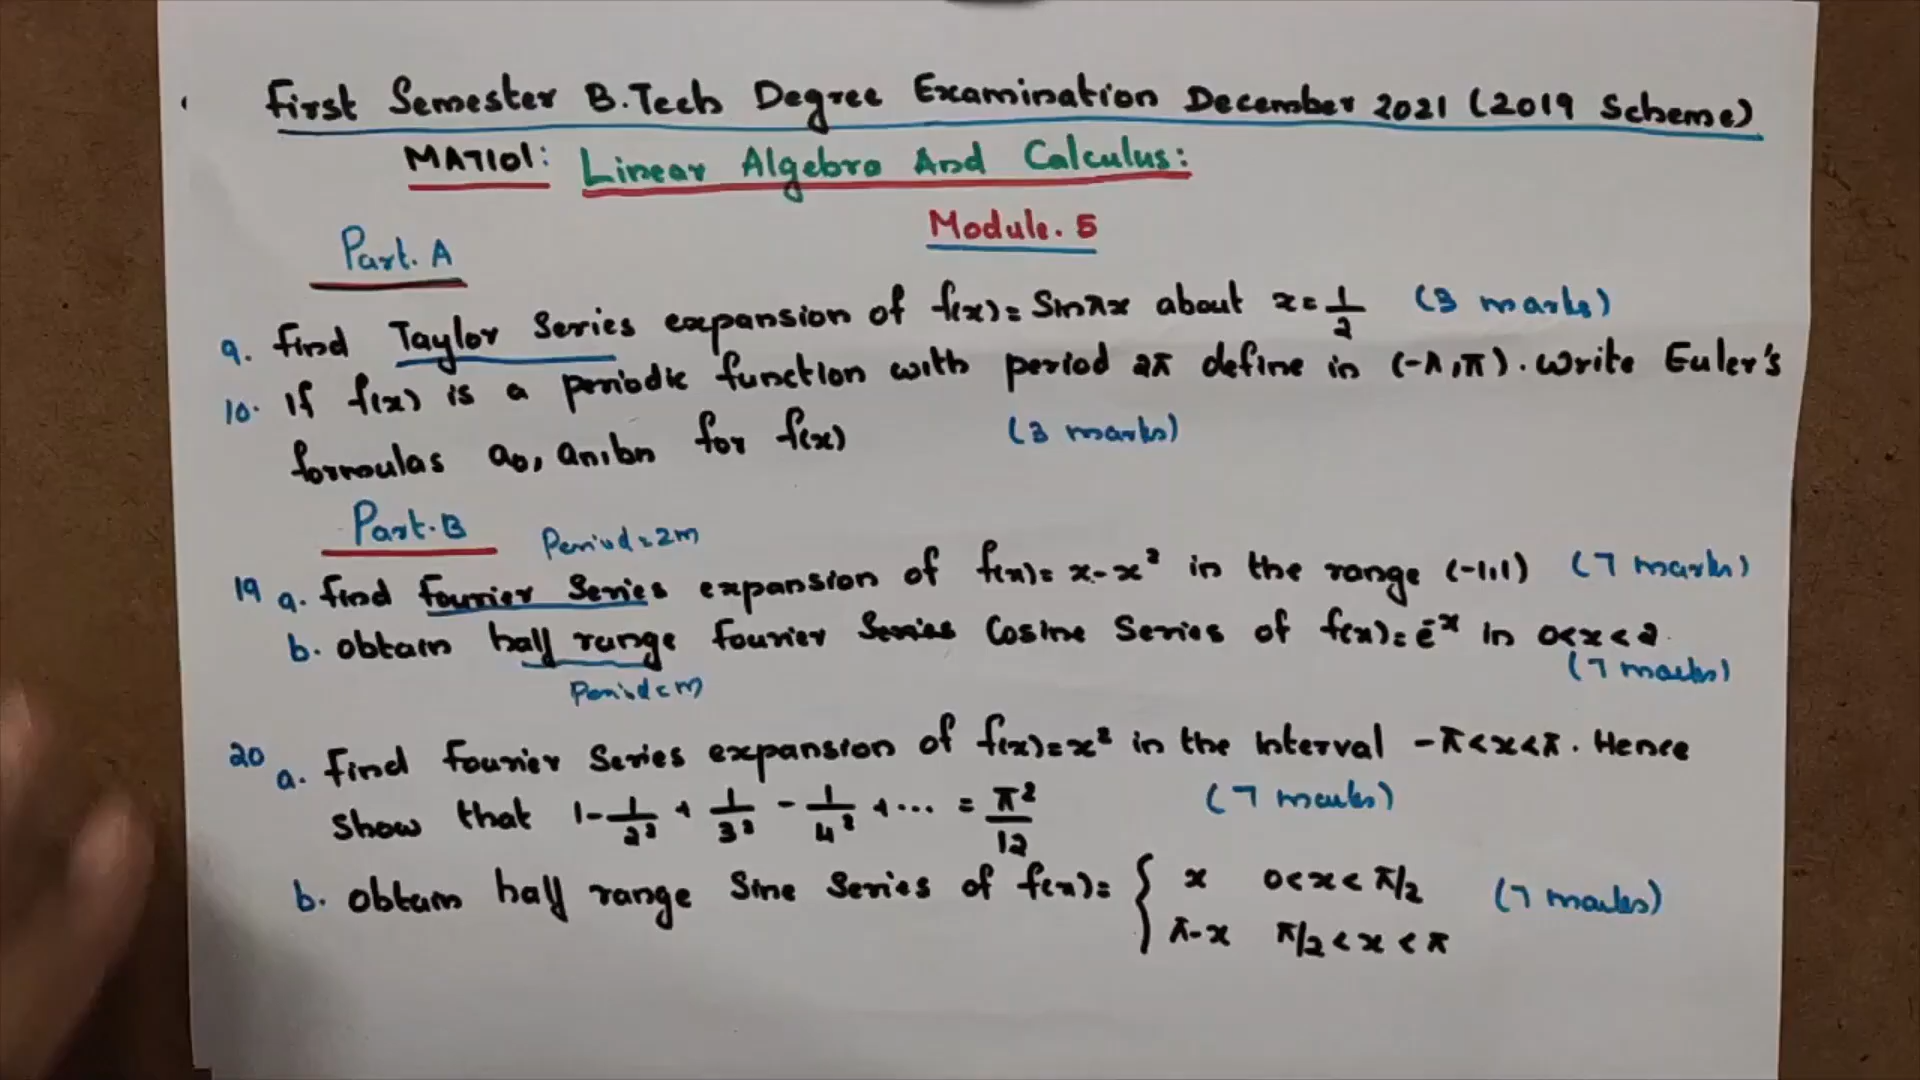 First Semester B.Tech Degree Examination December 2021 (2019 Scheme)
MAT101: Linear Algebra And Calculus:
Module. 5
Part. A
9. Find Taylor Series expansion of f(x)= Sinπx about x= 1/2 (3 marks)
10. If f(x) is a periodic function with period 2π define in (-π,π). Write Euler's
formulas a0, an,bn for f(x) (3 marks)
Part.B Period=2m
19 a. Find Fourier Series expansion of f(x)= x-x² in the range (-1,1) (7 marks)
b. obtain half range Fourier Series Cosine Series of f(x)= e⁻ˣ in 0<x<2.
(7 marks)
Period=m
20 a. Find Fourier Series expansion of f(x)=x² in the interval -π<x<π. Hence
Show that 1- 1/2² + 1/3² - 1/4² +... = π²/12 (7 marks)
b. obtain half range Sine Series of f(x)= { x 0<x<π/2 (7 marks)
π-x π/2<x<π